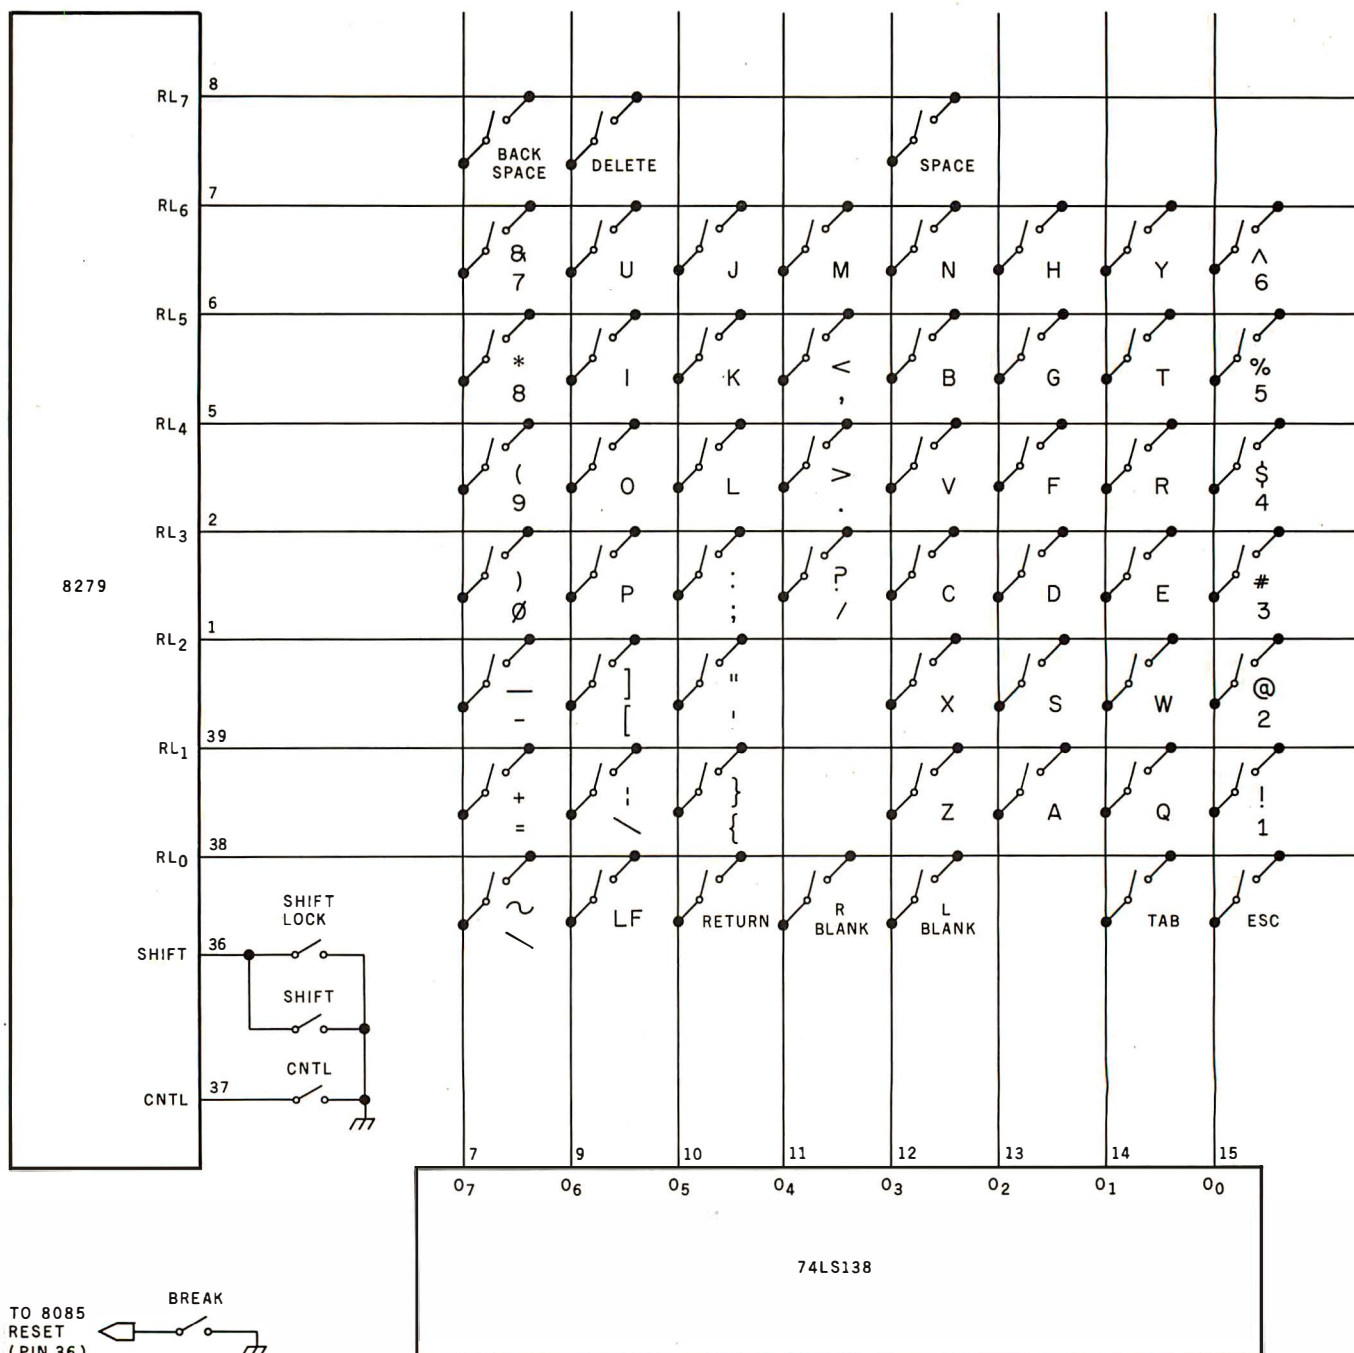 RL7 8
BACK SPACE DELETE SPACE
RL6 7
& 7 U J M N H Y ^ 6
RL5 6
* 8 I K < , B G T % 5
RL4 5
( 9 O L > . V F R $ 4
RL3 2
8279
) Ø P : ; ? / C D E # 3
RL2 1
— - ] [ " ' X S W @ 2
RL1 39
+ = ¦ \ } { Z A Q ! 1
RL0 38
~ \ LF RETURN R BLANK L BLANK TAB ESC
SHIFT LOCK
SHIFT 36
SHIFT
CNTL
CNTL 37
7 9 10 11 12 13 14 15
O7 O6 O5 O4 O3 O2 O1 O0
74LS138
BREAK
TO 8085
RESET
(PIN 36)